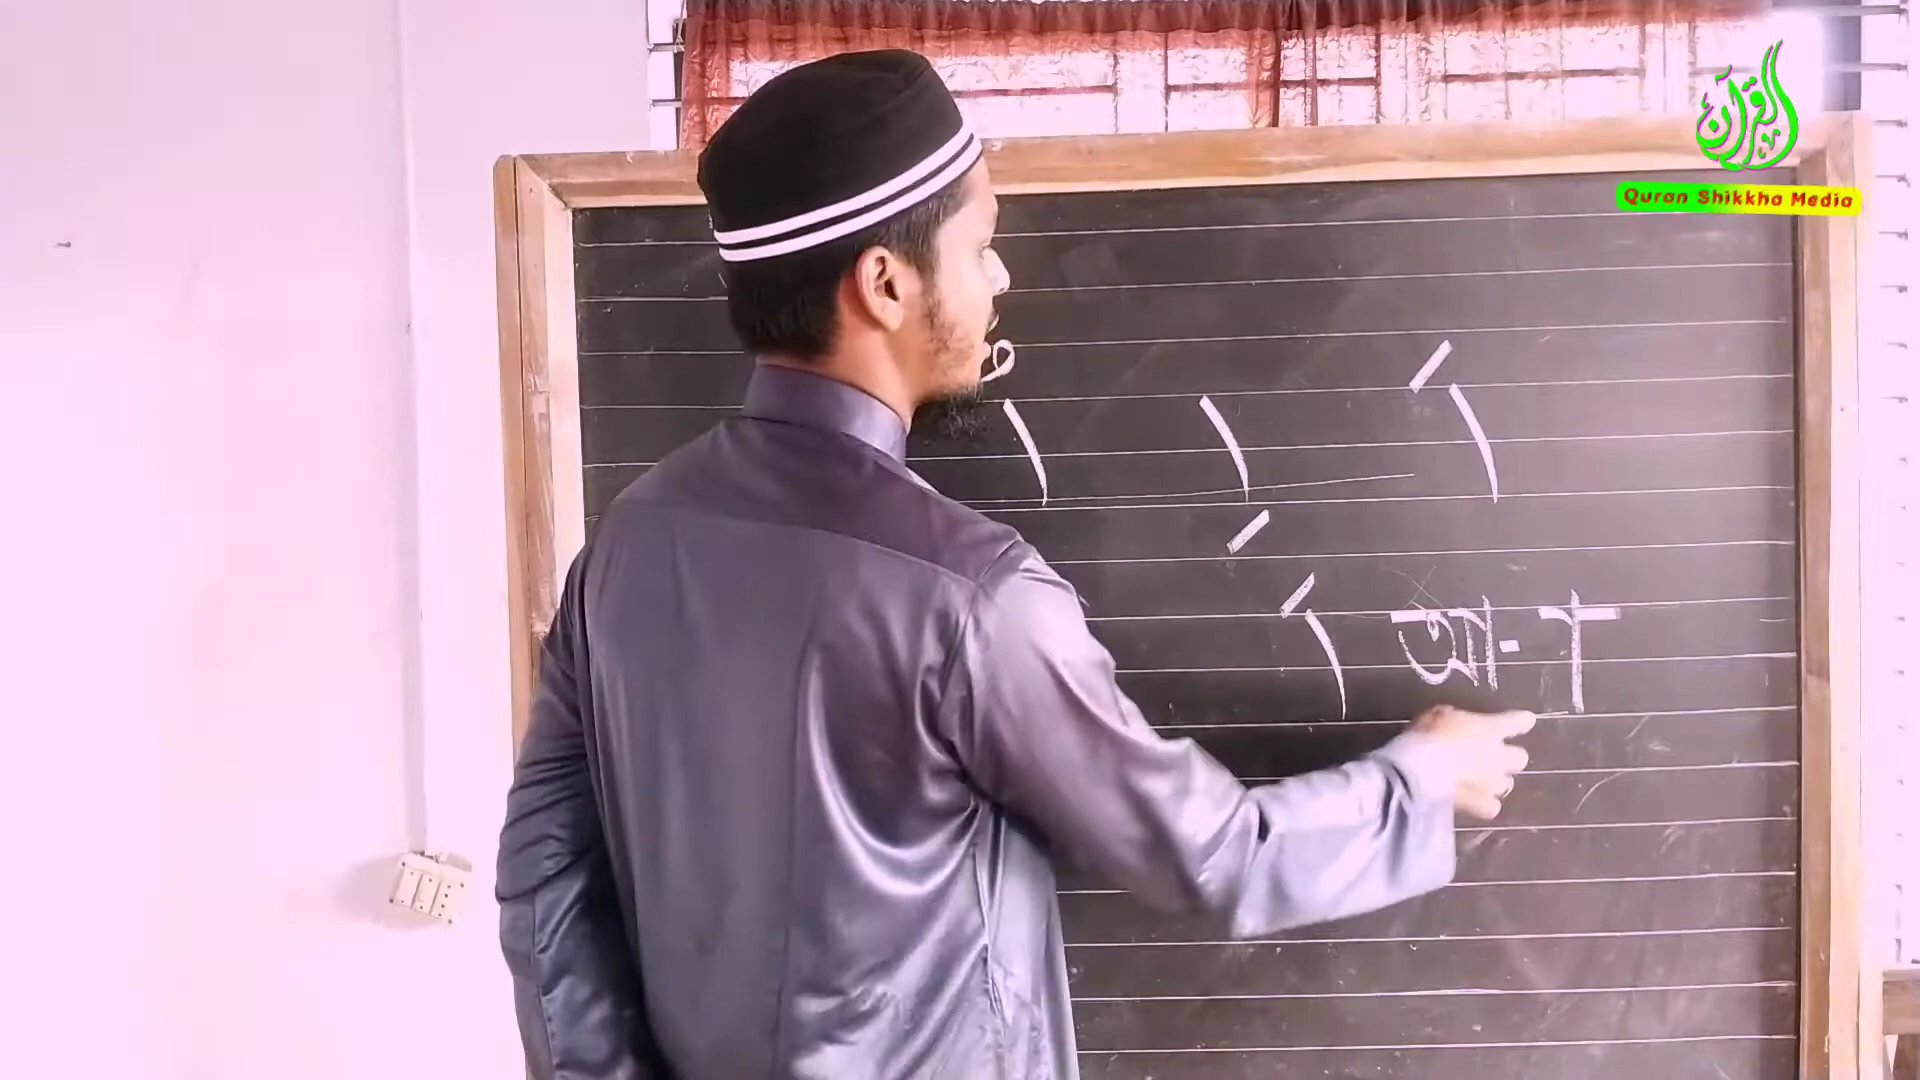 القرآن
Quran Shikkha Media
اَ ا اُ
َ
اَ আ - া